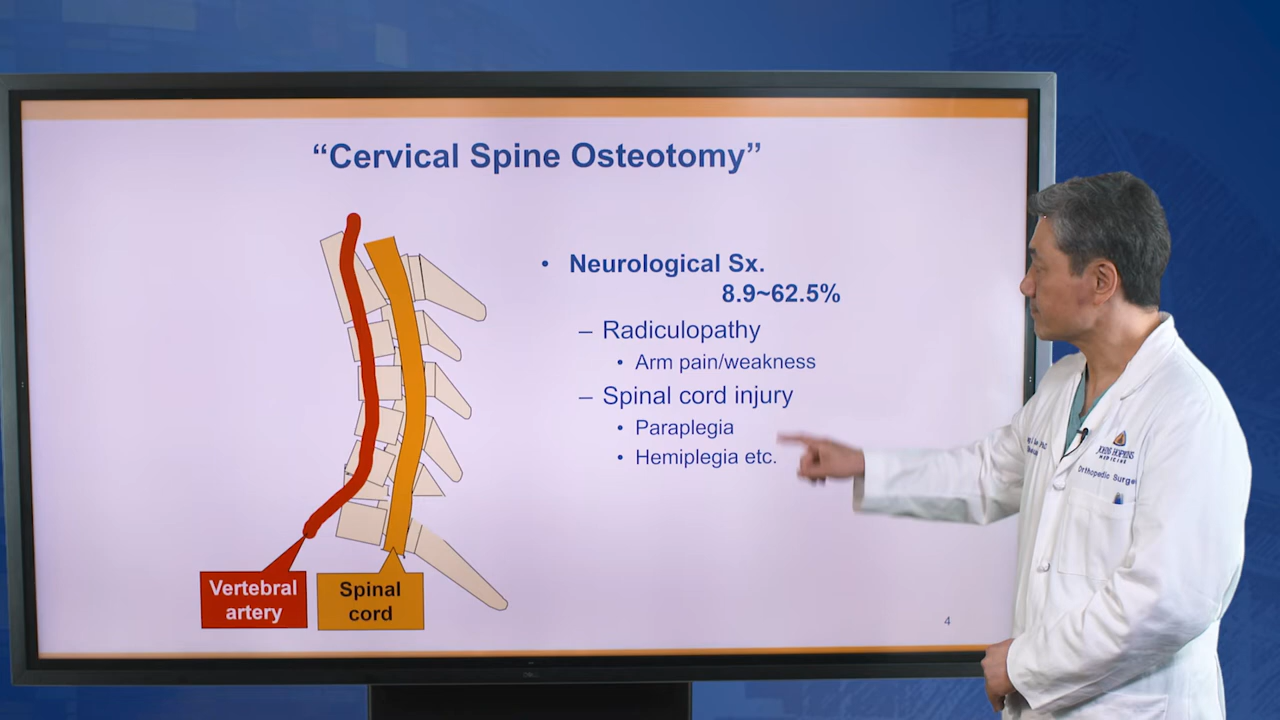 “Cervical Spine Osteotomy”
• Neurological Sx.
8.9~62.5%
– Radiculopathy
• Arm pain/weakness
– Spinal cord injury
• Paraplegia
• Hemiplegia etc.
Vertebral
artery
Spinal
cord
4
DELL
JOHNS HOPKINS
MEDICINE
Orthopedic